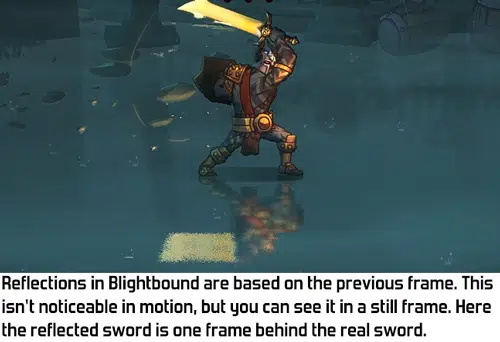 Reflections in Blightbound are based on the previous frame. This
isn't noticeable in motion, but you can see it in a still frame. Here
the reflected sword is one frame behind the real sword.